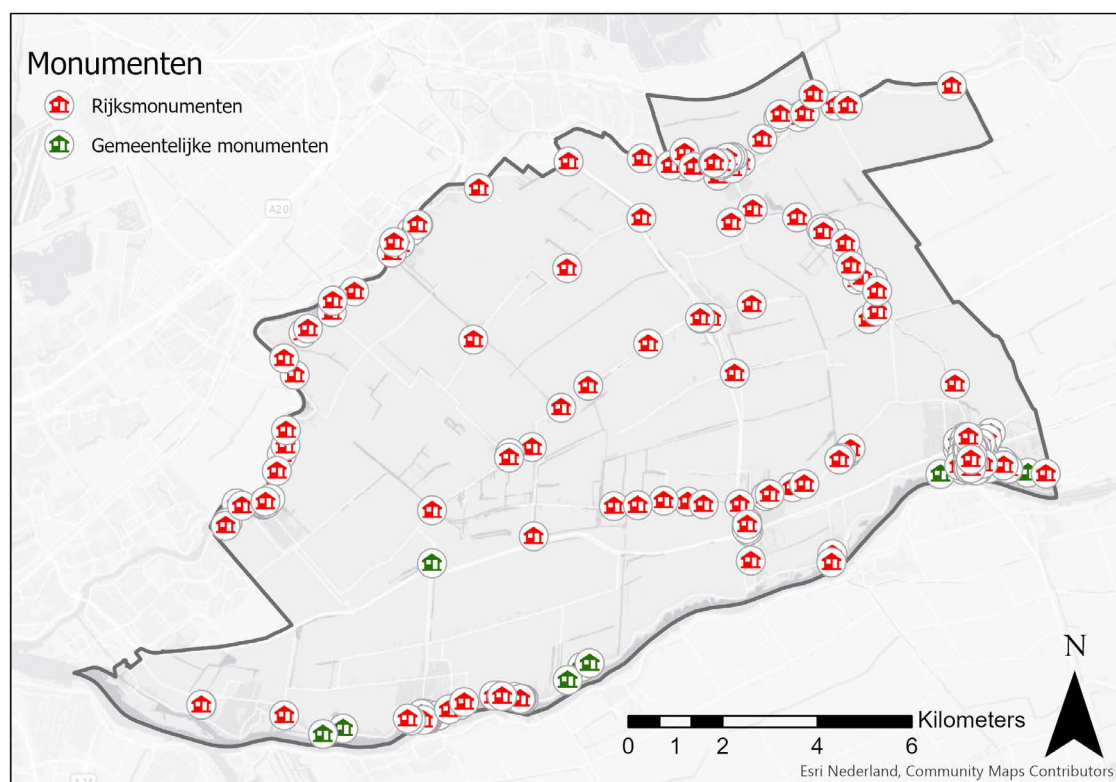 Monumenten
Rijksmonumenten
Gemeentelijke monumenten
A20
N
Kilometers
0 1 2 4 6
Esri Nederland, Community Maps Contributors